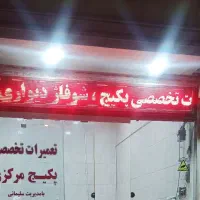 ت تخصصی پکیج ، شوفاژ دیواری
تعمیرات تخصص
پکیج مرکز
بامدیریت سلیمانی